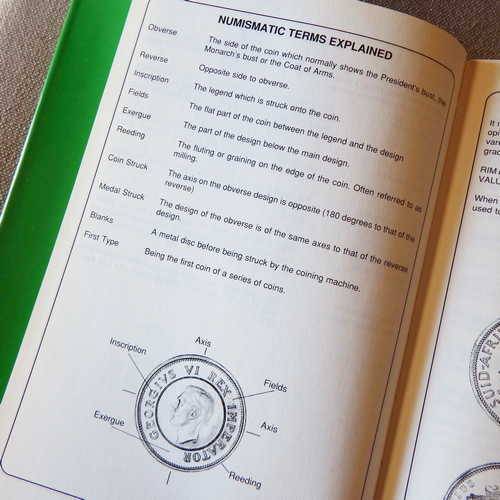 NUMISMATIC TERMS EXPLAINED
Obverse The side of the coin which normally shows the President's bust, the
Monarch's bust or the Coat of Arms.
Reverse Opposite side to obverse.
Inscription The legend which is struck onto the coin.
Fields The flat part of the coin between the legend and the design
Exergue The part of the design below the main design.
Reeding The fluting or graining on the edge of the coin. Often referred to as
milling.
Coin Struck The axis on the obverse design is opposite (180 degrees to that of the
reverse)
Medal Struck The design of the obverse is of the same axes to that of the reverse
design.
Blanks A metal disc before being struck by the coining machine.
First Type Being the first coin of a series of coins.
Inscription
Axis
Fields
Axis
Reeding
Exergue
GEORGIVS VI REX IMPERATOR
It
RIM
VALU
When
used
SUID-AFRI